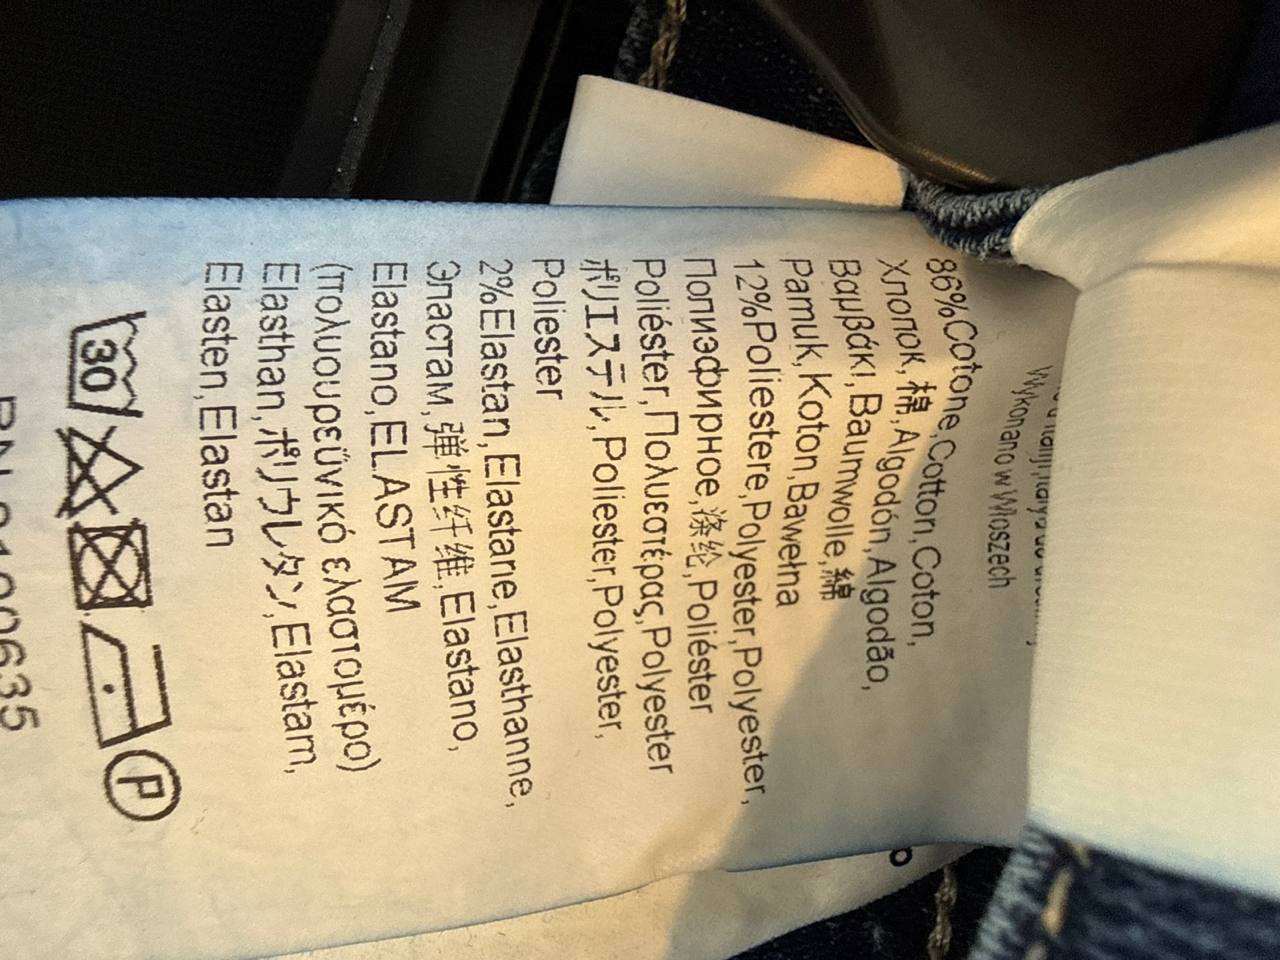 Wykonano w Włoszech
86%Cotone,Cotton,Coton,
Хлопок,棉,Algodón,Algodão,
Βαμβάκι,Baumwolle,綿
Pamuk,Koton,Bawełna
12%Poliestere,Polyester,Polyester,
Полиэфирное,涤纶,Poliéster
Poliéster,Πολυεστέρας,Polyester
ポリエステル,Poliester,Polyester,
Poliester
2%Elastan,Elastane,Elasthanne,
Эластам,弹性纤维,Elastano,
Elastano,ELASTAM
(πολυουρεΰνικό ελαστομέρο)
Elasthan,ポリウレタン,Elastam,
Elasten,Elastan
30
P